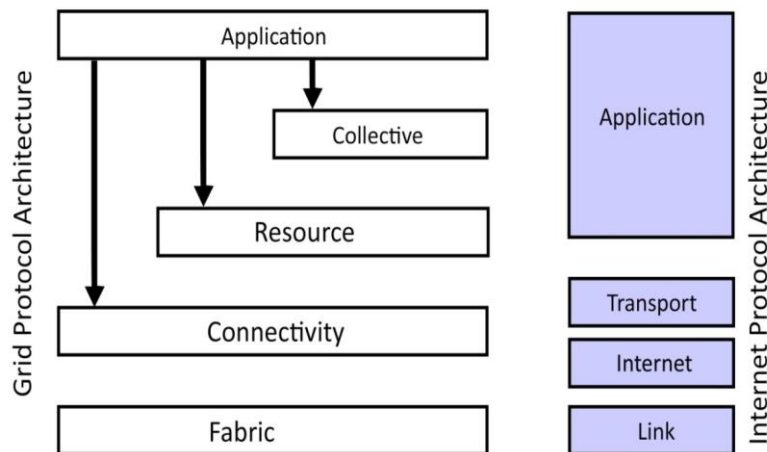 Grid Protocol Architecture
Application
Collective
Resource
Connectivity
Fabric
Application
Transport
Internet
Link
Internet Protocol Architecture